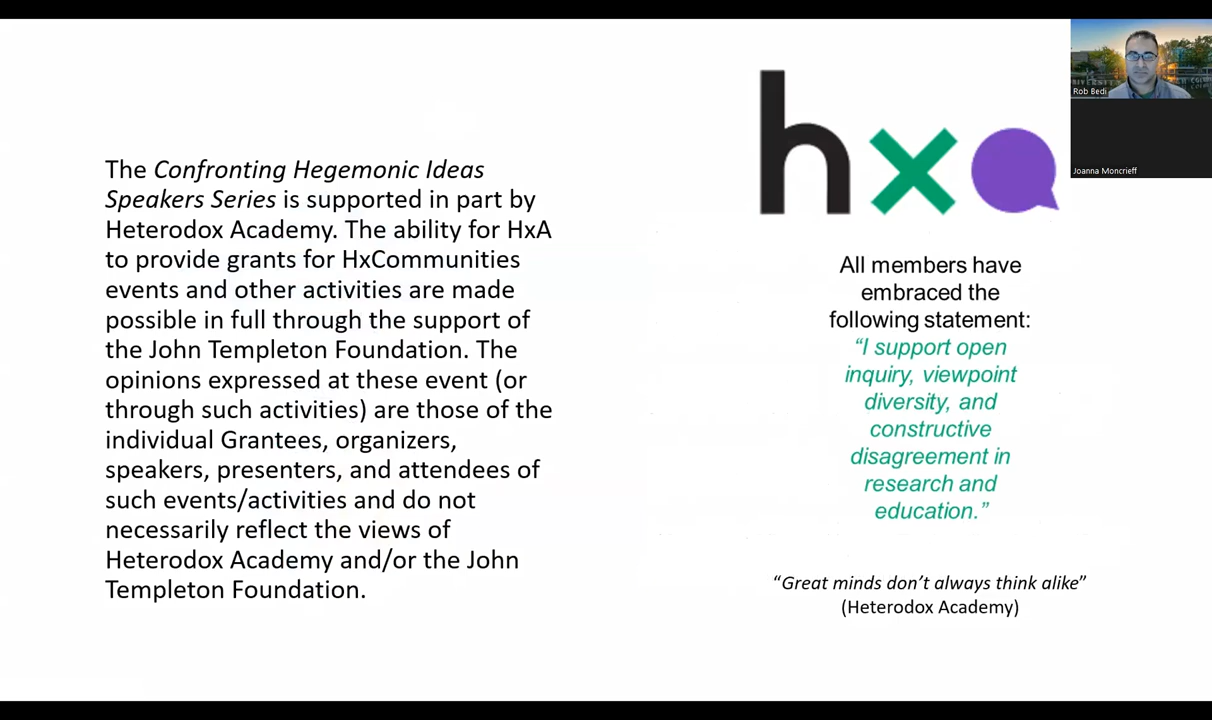 The Confronting Hegemonic Ideas
Speakers Series is supported in part by
Heterodox Academy. The ability for HxA
to provide grants for HxCommunities
events and other activities are made
possible in full through the support of
the John Templeton Foundation. The
opinions expressed at these event (or
through such activities) are those of the
individual Grantees, organizers,
speakers, presenters, and attendees of
such events/activities and do not
necessarily reflect the views of
Heterodox Academy and/or the John
Templeton Foundation.
hxa
All members have
embraced the
following statement:
“I support open
inquiry, viewpoint
diversity, and
constructive
disagreement in
research and
education.”
“Great minds don’t always think alike”
(Heterodox Academy)
Rob Bedi
Joanna Moncrieff